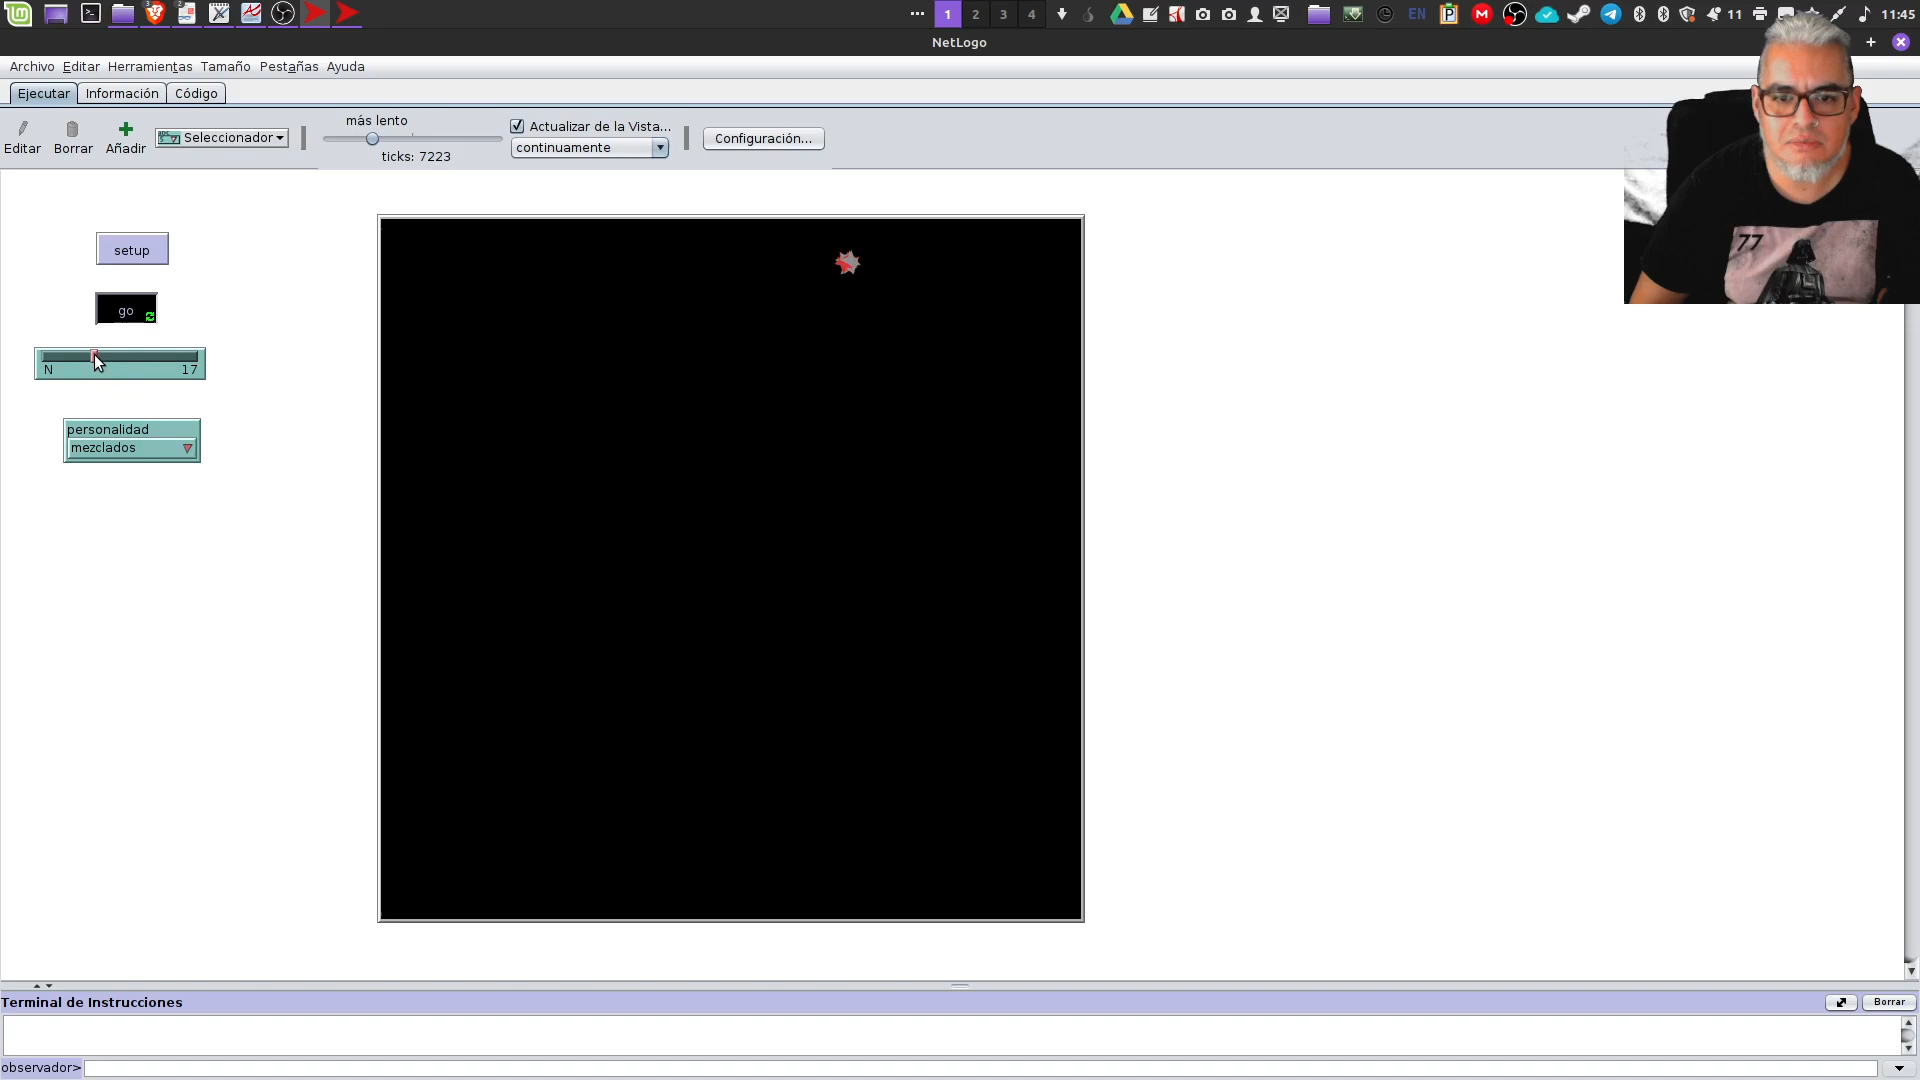 1 2 3 4 EN 11 11:45
NetLogo
Archivo Editar Herramientas Tamaño Pestañas Ayuda
Ejecutar Información Código
más lento
Editar Borrar Añadir Seleccionador
Actualizar de la Vista...
continuamente
ticks: 7223
Configuración...
setup
go
N 17
personalidad
mezclados
77
Terminal de Instrucciones
Borrar
observador>